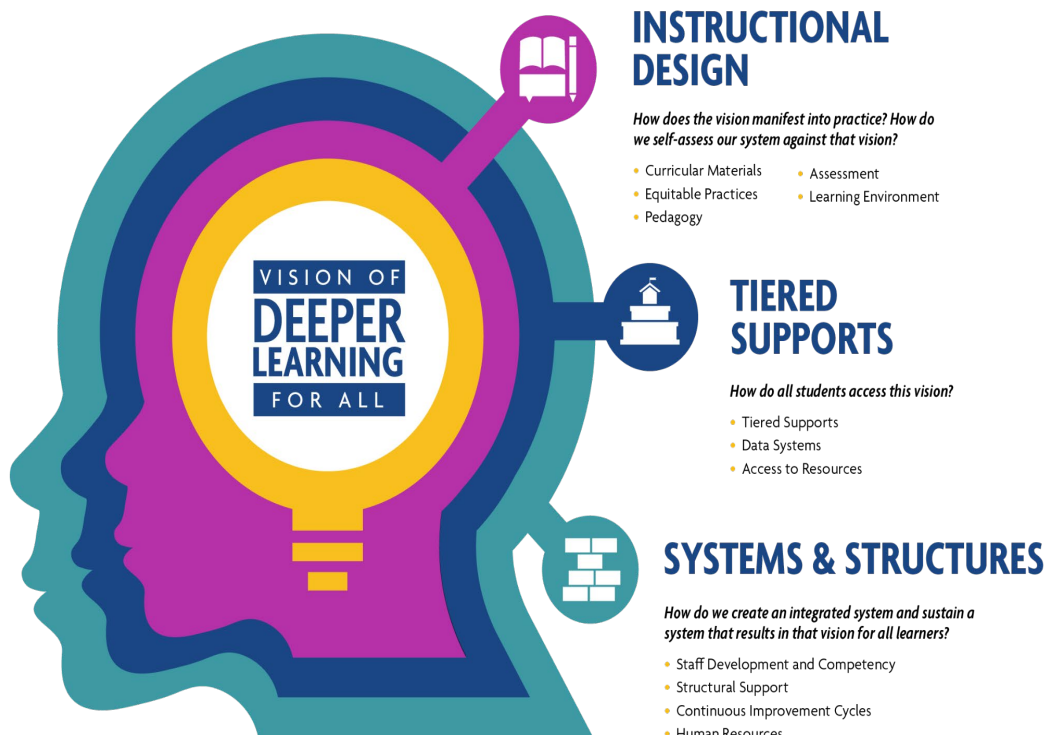 VISION OF
DEEPER
LEARNING
FOR ALL
INSTRUCTIONAL
DESIGN
How does the vision manifest into practice? How do
we self-assess our system against that vision?
• Curricular Materials
• Equitable Practices
• Pedagogy
• Assessment
• Learning Environment
TIERED
SUPPORTS
How do all students access this vision?
• Tiered Supports
• Data Systems
• Access to Resources
SYSTEMS & STRUCTURES
How do we create an integrated system and sustain a
system that results in that vision for all learners?
• Staff Development and Competency
• Structural Support
• Continuous Improvement Cycles
• Human Resources